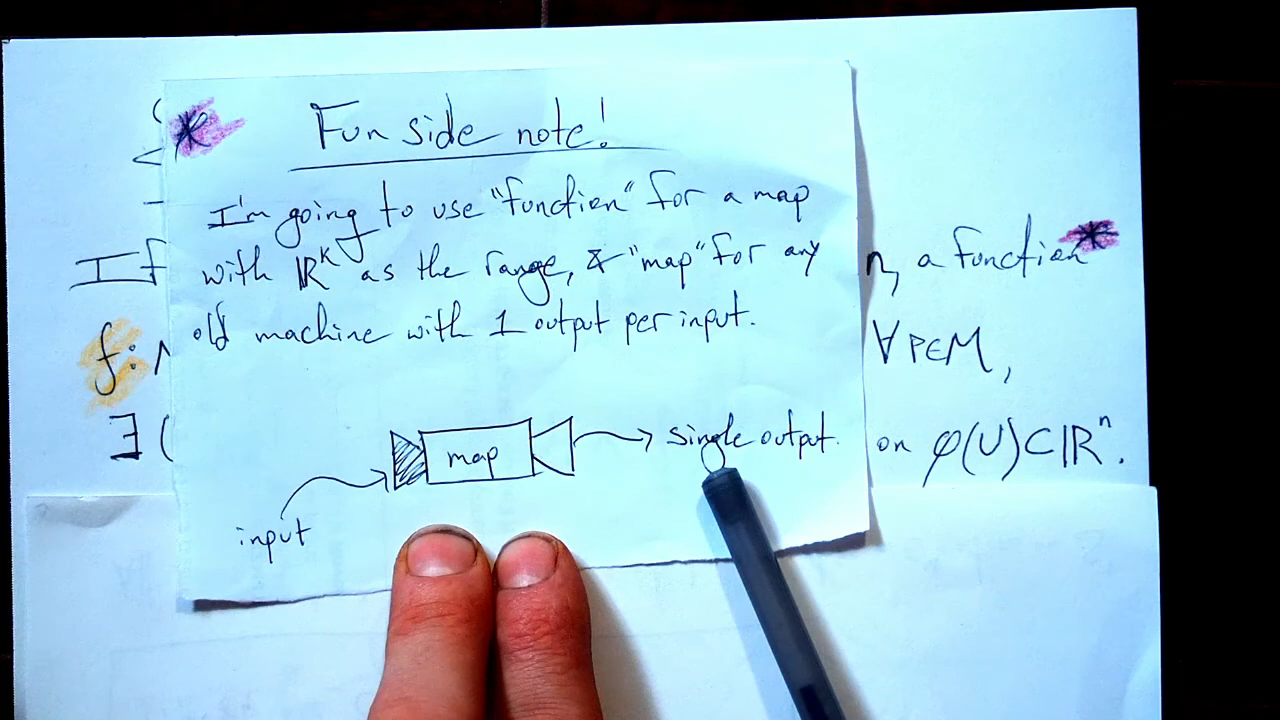 * Fun side note!
I'm going to use "function" for a map
with ℝᴷ as the range, & "map" for any
old machine with 1 output per input.
map
single output.
input
If
a function*
f:
∀ p∈M,
∃ (
on φ(U)⊂ℝⁿ.